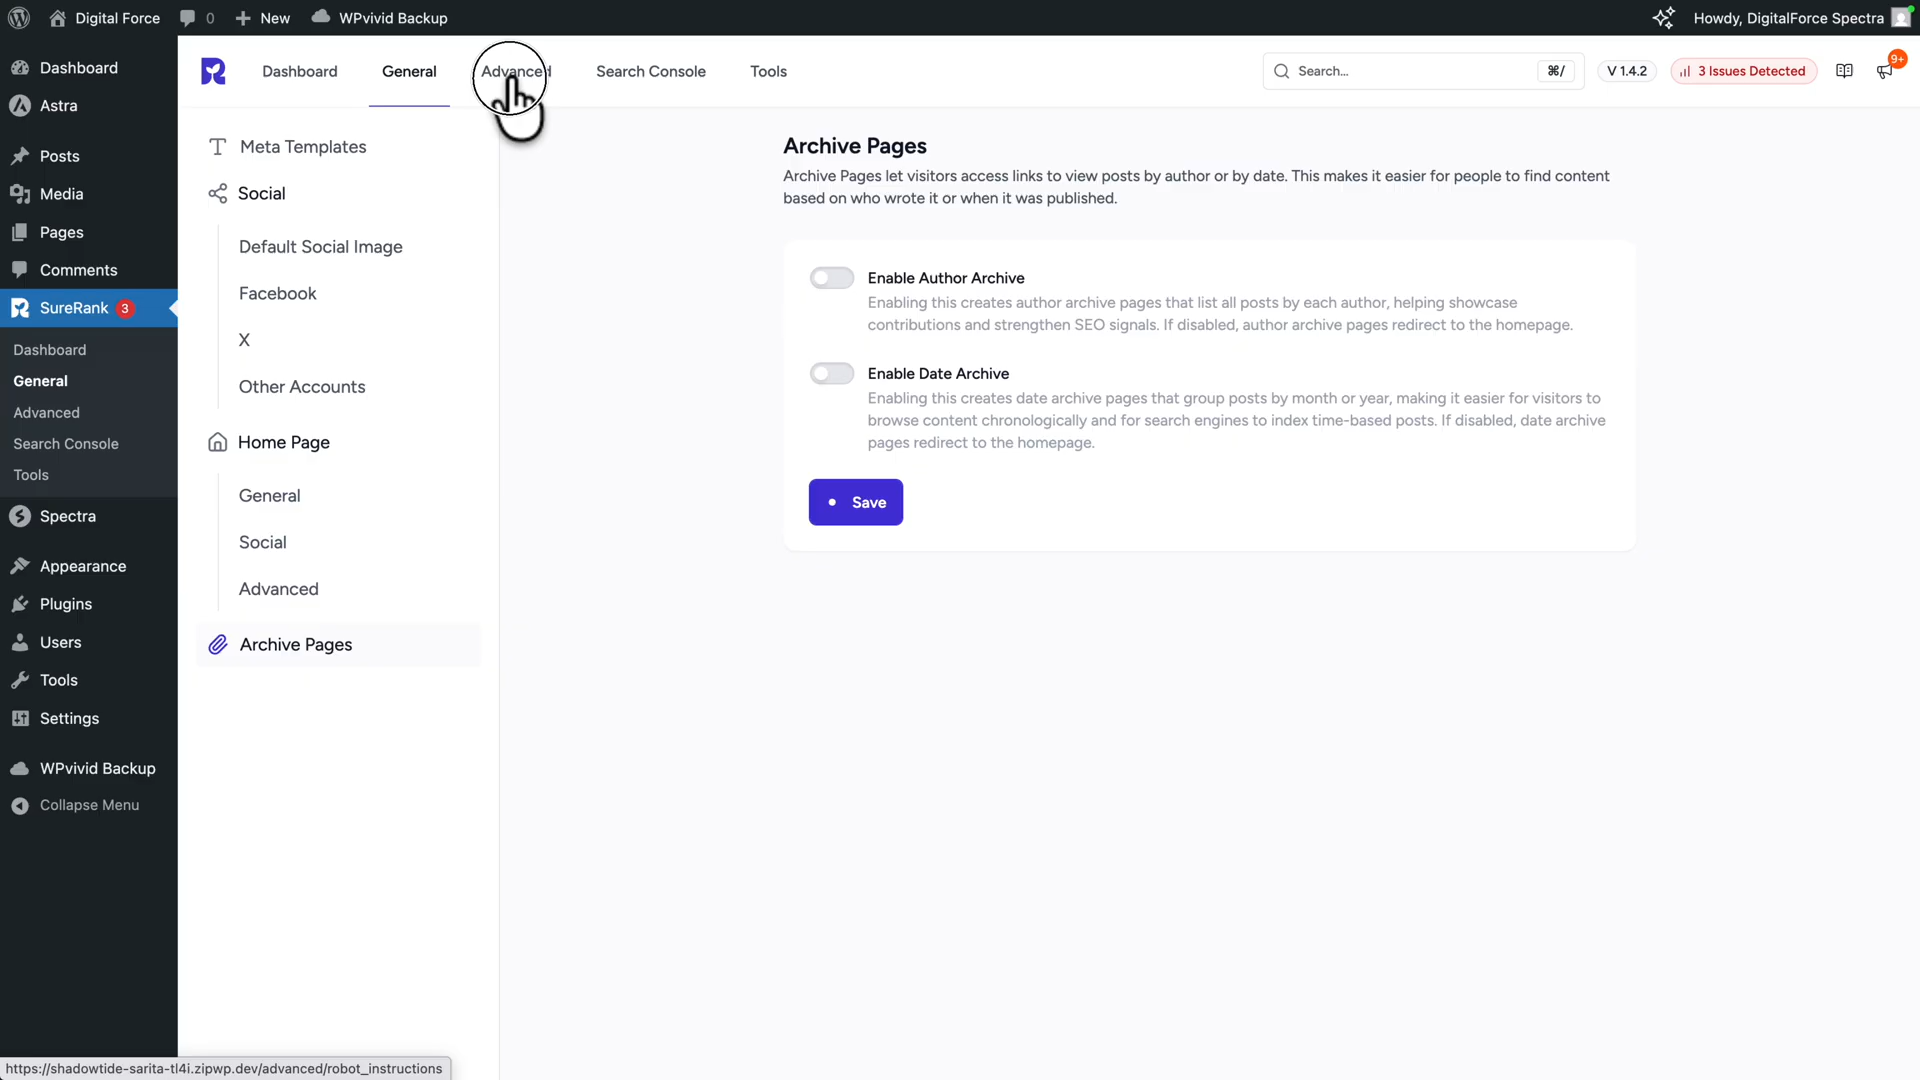 Digital Force
0
New
WPvivid Backup
Howdy, DigitalForce Spectra
Dashboard
Astra
Posts
Media
Pages
Comments
SureRank 3
Dashboard
General
Advanced
Search Console
Tools
Spectra
Appearance
Plugins
Users
Tools
Settings
WPvivid Backup
Collapse Menu
Dashboard
General
Advanced
Search Console
Tools
Search...
⌘/
V 1.4.2
3 Issues Detected
9+
Meta Templates
Social
Default Social Image
Facebook
X
Other Accounts
Home Page
General
Social
Advanced
Archive Pages
Archive Pages
Archive Pages let visitors access links to view posts by author or by date. This makes it easier for people to find content
based on who wrote it or when it was published.
Enable Author Archive
Enabling this creates author archive pages that list all posts by each author, helping showcase
contributions and strengthen SEO signals. If disabled, author archive pages redirect to the homepage.
Enable Date Archive
Enabling this creates date archive pages that group posts by month or year, making it easier for visitors to
browse content chronologically and for search engines to index time-based posts. If disabled, date archive
pages redirect to the homepage.
Save
https://shadowtide-sarita-tl4i.zipwp.dev/advanced/robot_instructions